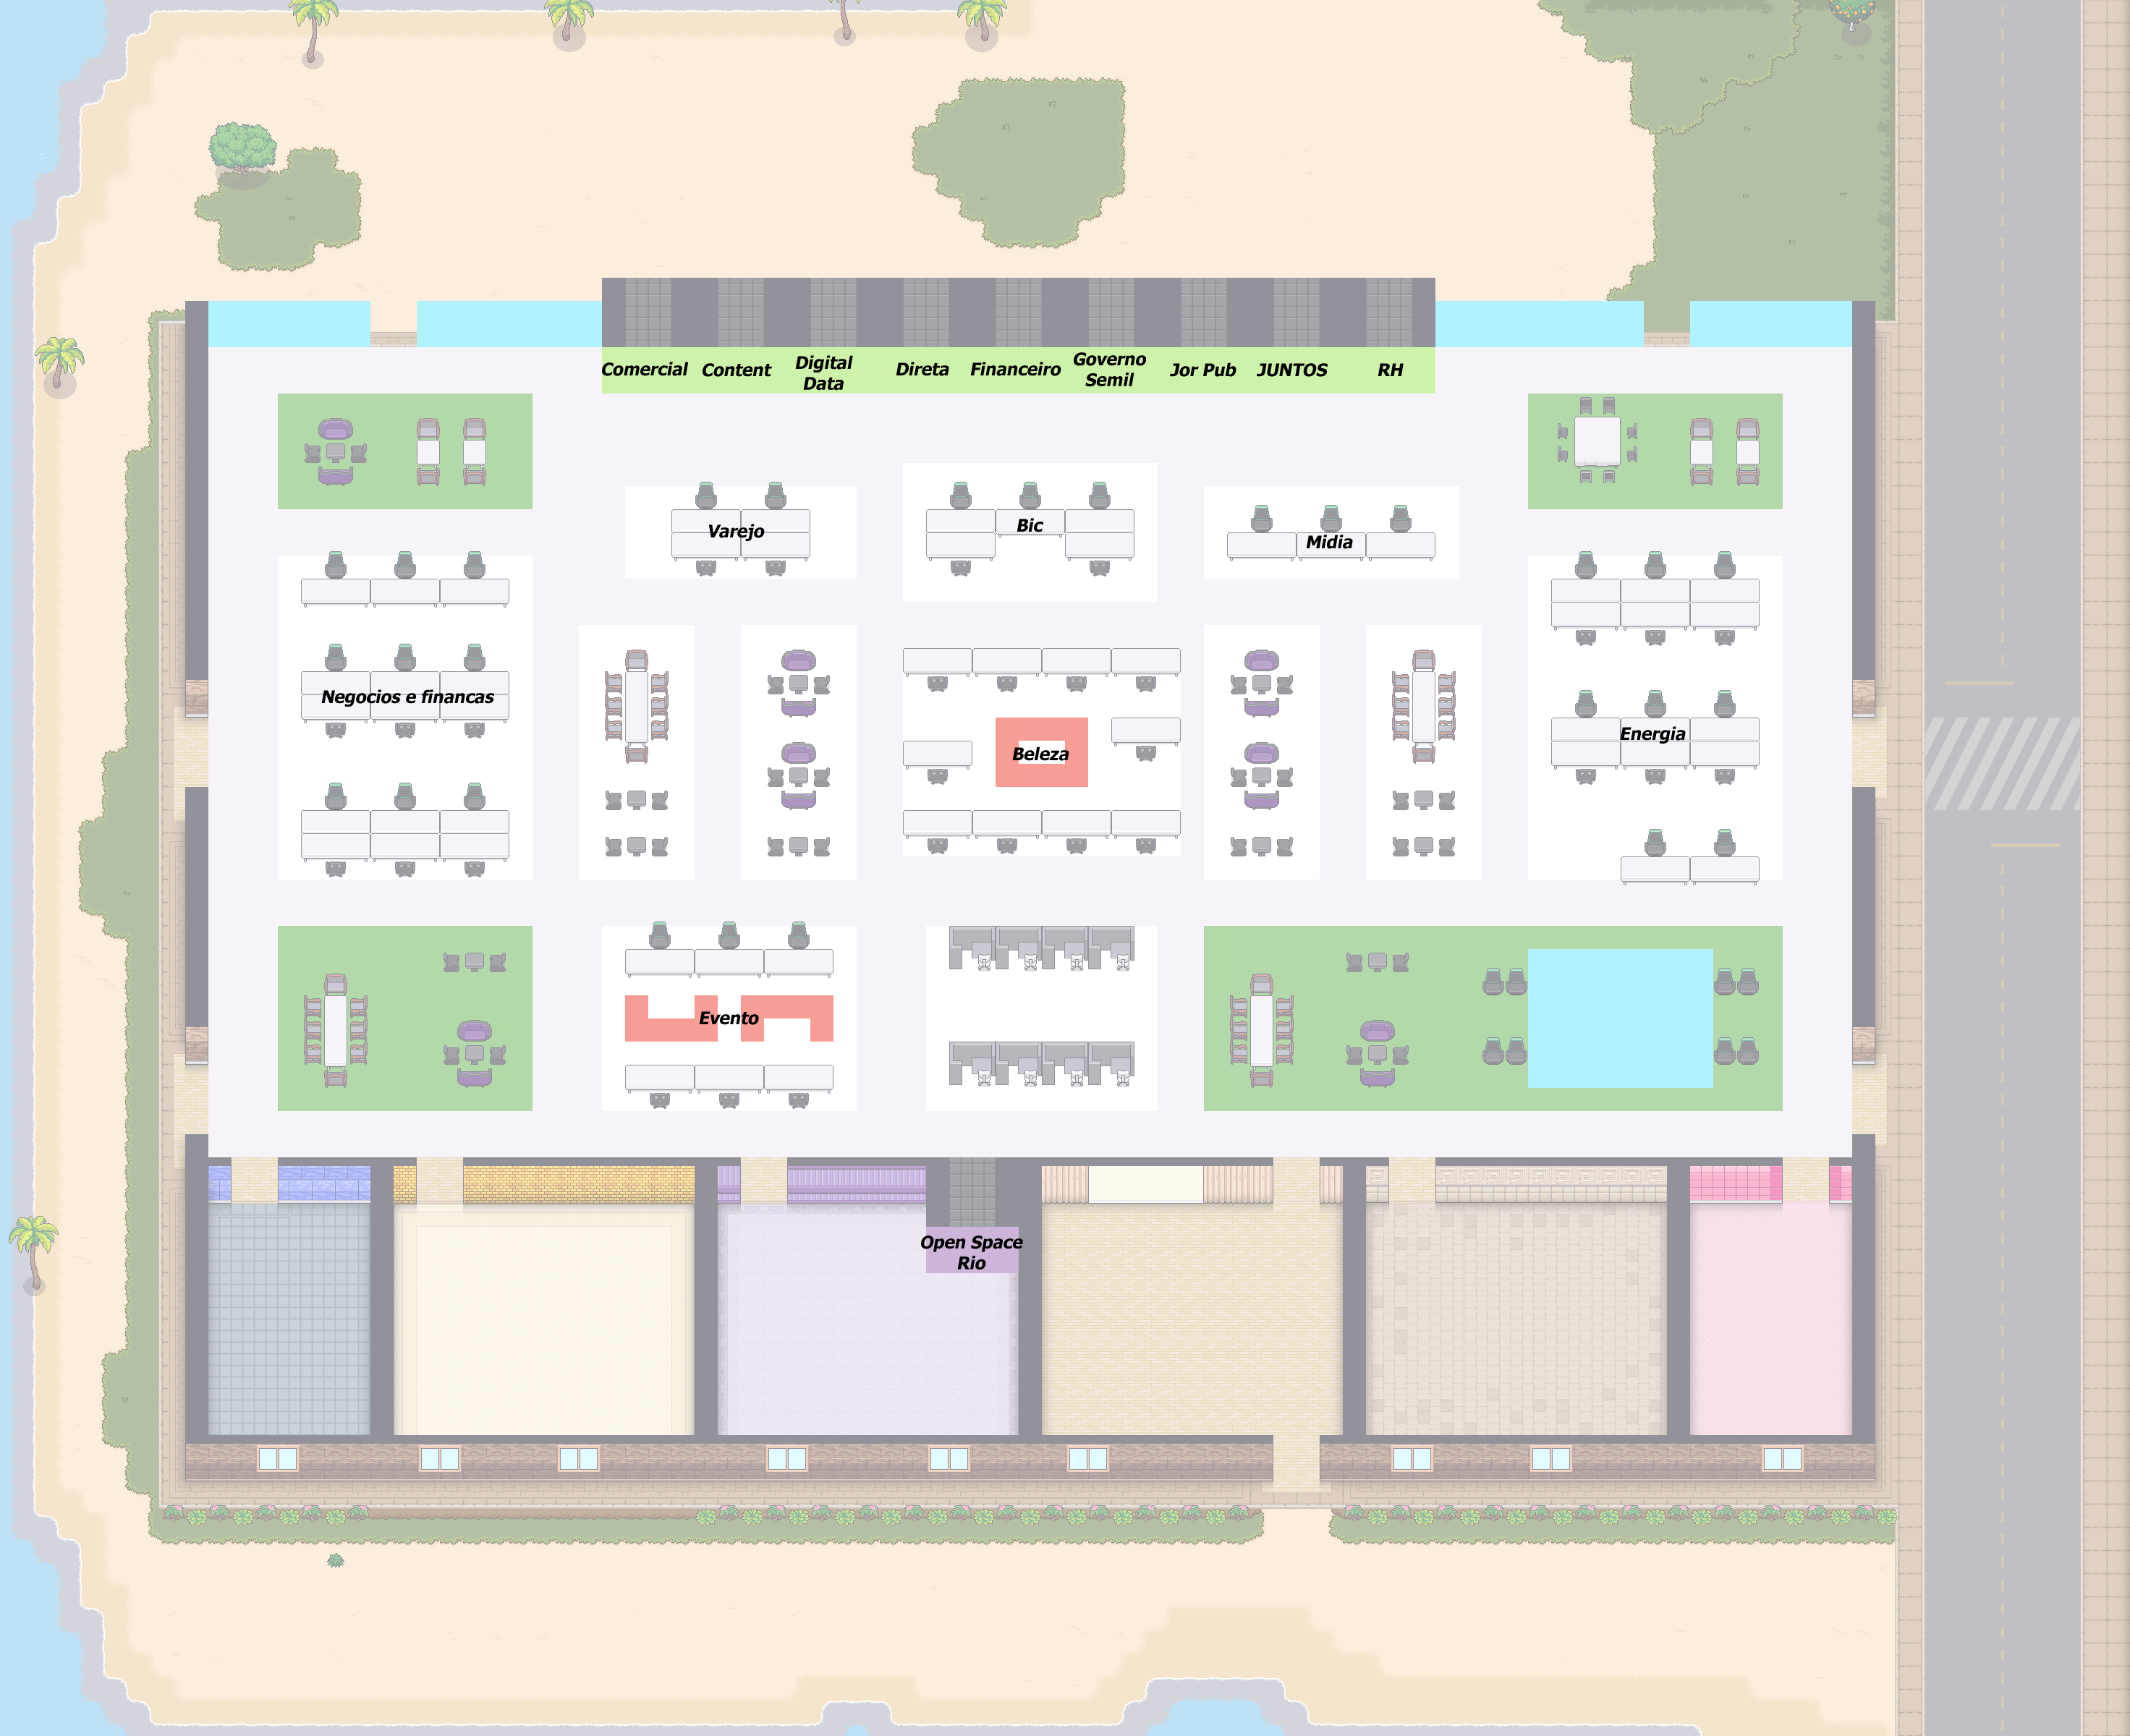 Comercial
Content
Digital
Data
Direta
Financeiro
Governo
Semil
Jor Pub
JUNTOS
RH
Varejo
Bic
Midia
Negocios e financas
Beleza
Energia
Evento
Open Space
Rio